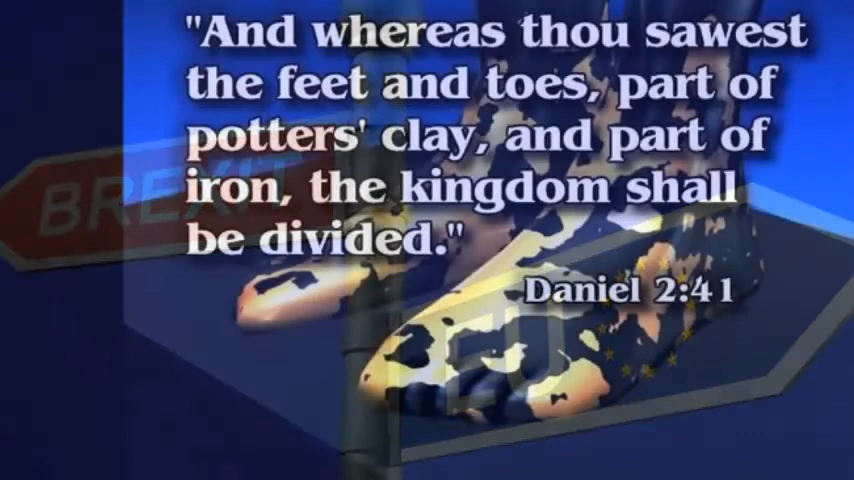 "And whereas thou sawest
the feet and toes, part of
potters' clay, and part of
iron, the kingdom shall
be divided."
Daniel 2:41
BREXIT
EU